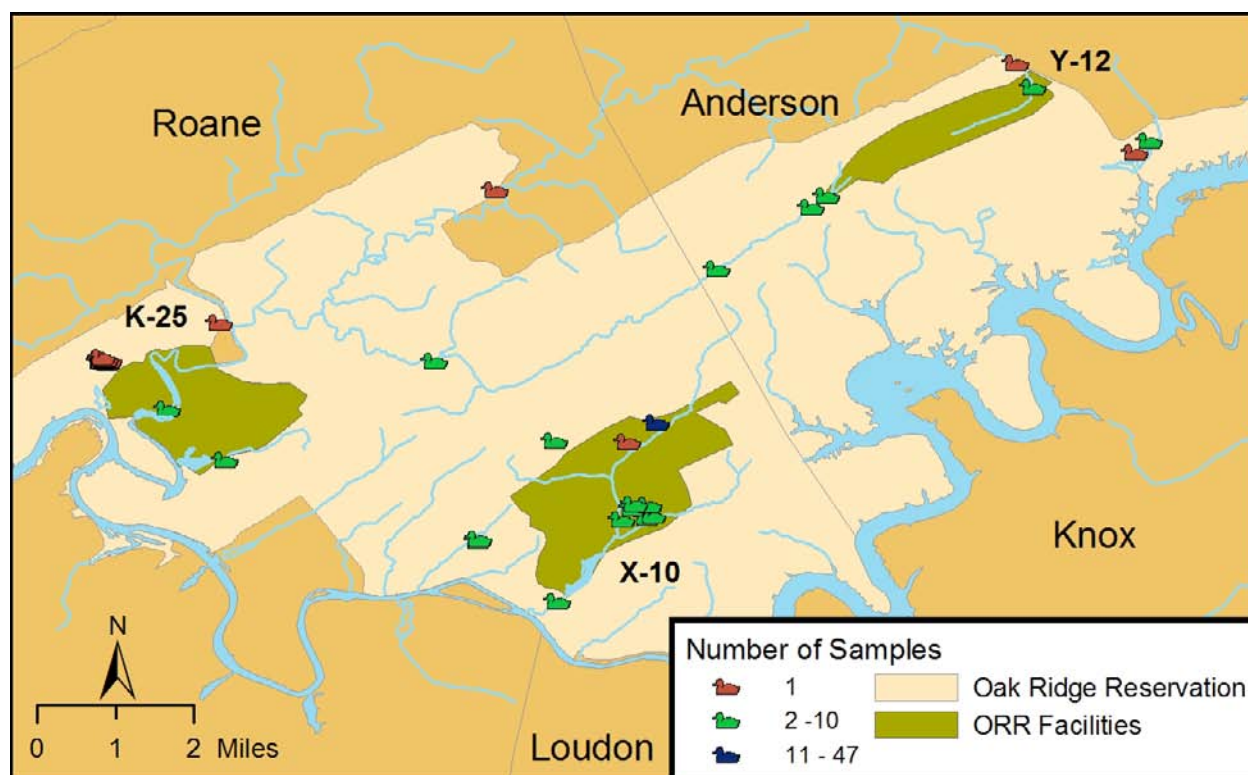 Y-12
Anderson
Roane
K-25
Knox
X-10
N
0 1 2 Miles
Loudon
Number of Samples
1
2 -10
11 - 47
Oak Ridge Reservation
ORR Facilities